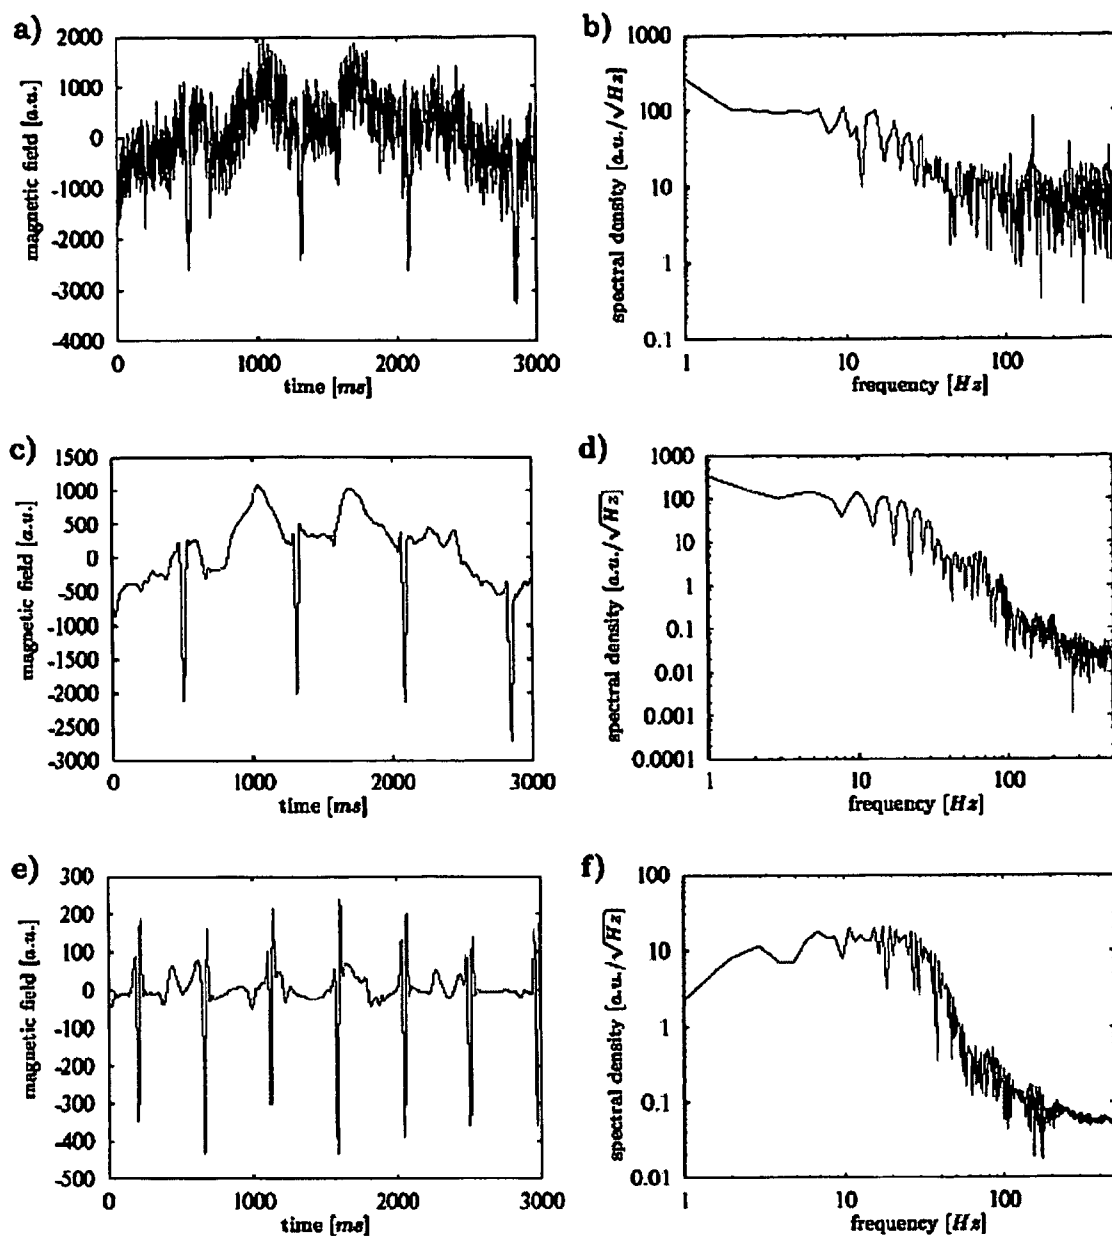 a)
2000
1000
0
-1000
-2000
-3000
-4000
magnetic field [a.u.]
0 1000 2000 3000
time [ms]
b)
1000
100
10
1
0.1
spectral density [a.u./√Hz]
1 10 100
frequency [Hz]
c)
1500
1000
500
0
-500
-1000
-1500
-2000
-2500
-3000
magnetic field [a.u.]
0 1000 2000 3000
time [ms]
d)
1000
100
10
1
0.1
0.01
0.001
0.0001
spectral density [a.u./√Hz]
1 10 100
frequency [Hz]
e)
300
200
100
0
-100
-200
-300
-400
-500
magnetic field [a.u.]
0 1000 2000 3000
time [ms]
f)
100
10
1
0.1
0.01
spectral density [a.u./√Hz]
1 10 100
frequency [Hz]